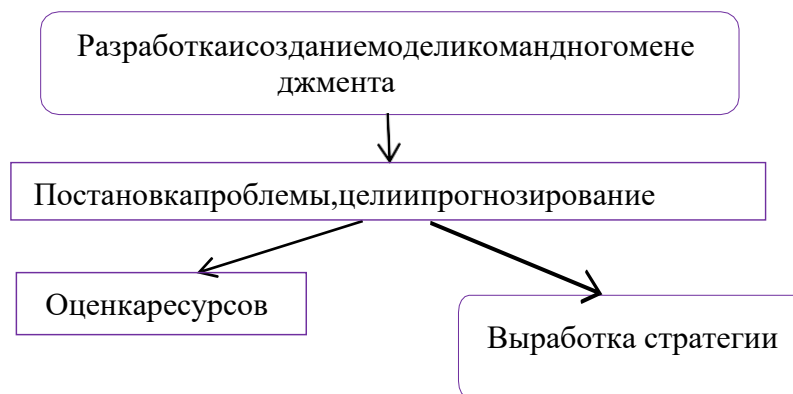 Разработкаисозданиемоделикомандногомене
джмента
Постановкапроблемы,целиипрогнозирование
Оценкаресурсов
Выработка стратегии